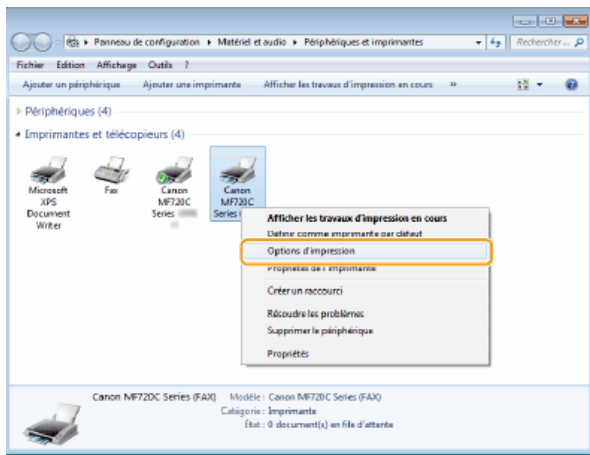 Panneau de configuration Matériel et audio Périphériques et imprimantes
Rechercher...
Fichier Edition Affichage Outils ?
Ajouter un périphérique Ajouter une imprimante Afficher les travaux d'impression en cours »
Périphériques (4)
Imprimantes et télécopieurs (4)
Microsoft XPS Document Writer
Fax
Canon MF720C Series
Canon MF720C Series
Afficher les travaux d'impression en cours
Définir comme imprimante par défaut
Options d'impression
Propriétés de l'imprimante
Créer un raccourci
Résoudre les problèmes
Supprimer le périphérique
Propriétés
Canon MF720C Series (FAX) Modèle : Canon MF720C Series (FAX)
Catégorie : Imprimante
État : 0 document(s) en file d'attente